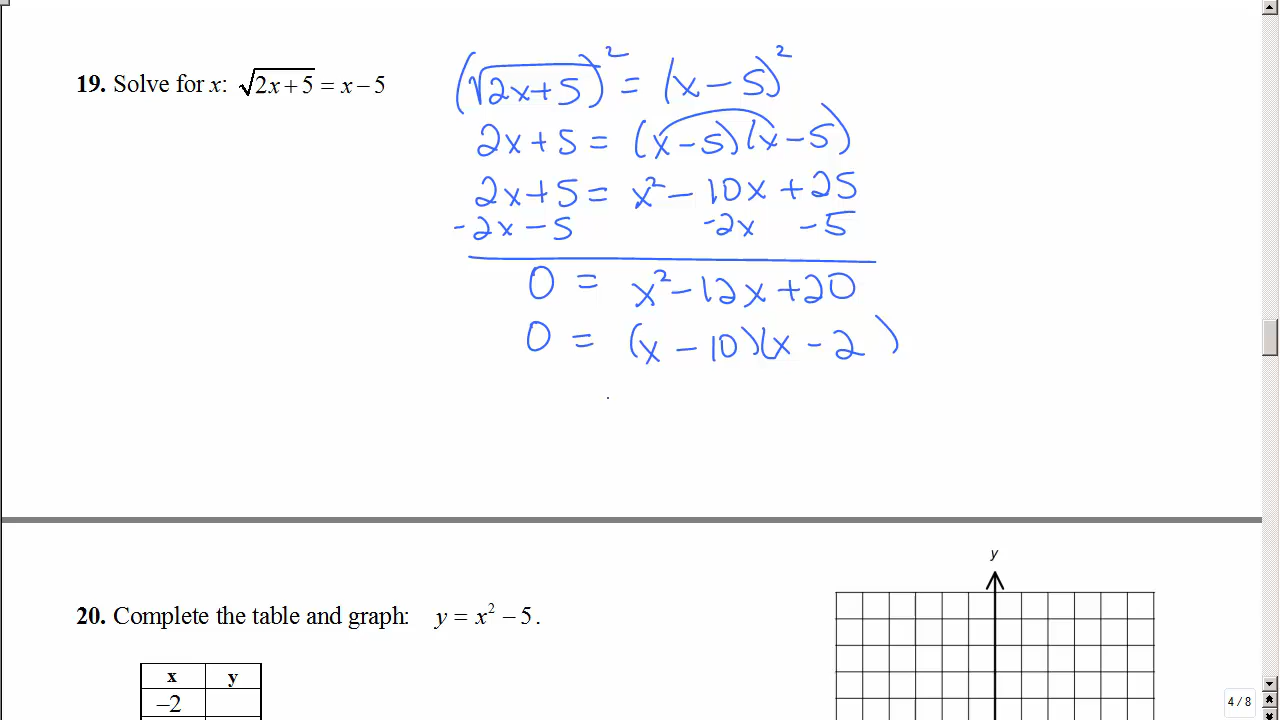 19. Solve for x: √(2x+5) = x − 5
(√(2x+5))² = (x − 5)²
2x + 5 = (x − 5)(x − 5)
2x + 5 = x² − 10x + 25
-2x − 5 -2x − 5
0 = x² − 12x + 20
0 = (x − 10)(x − 2)
20. Complete the table and graph: y = x² − 5.
y
x y
−2
4 / 8